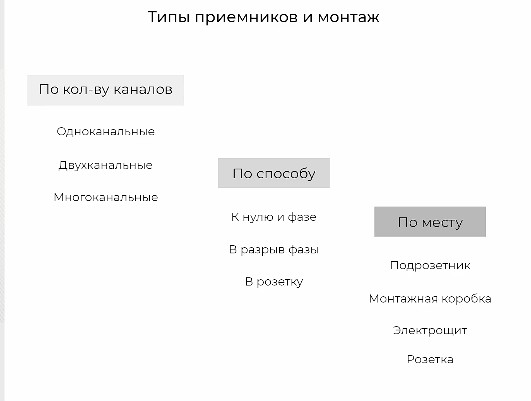 Типы приемников и монтаж
По кол-ву каналов
Одноканальные
Двухканальные
Многоканальные
По способу
К нулю и фазе
В разрыв фазы
В розетку
По месту
Подрозетник
Монтажная коробка
Электрощит
Розетка